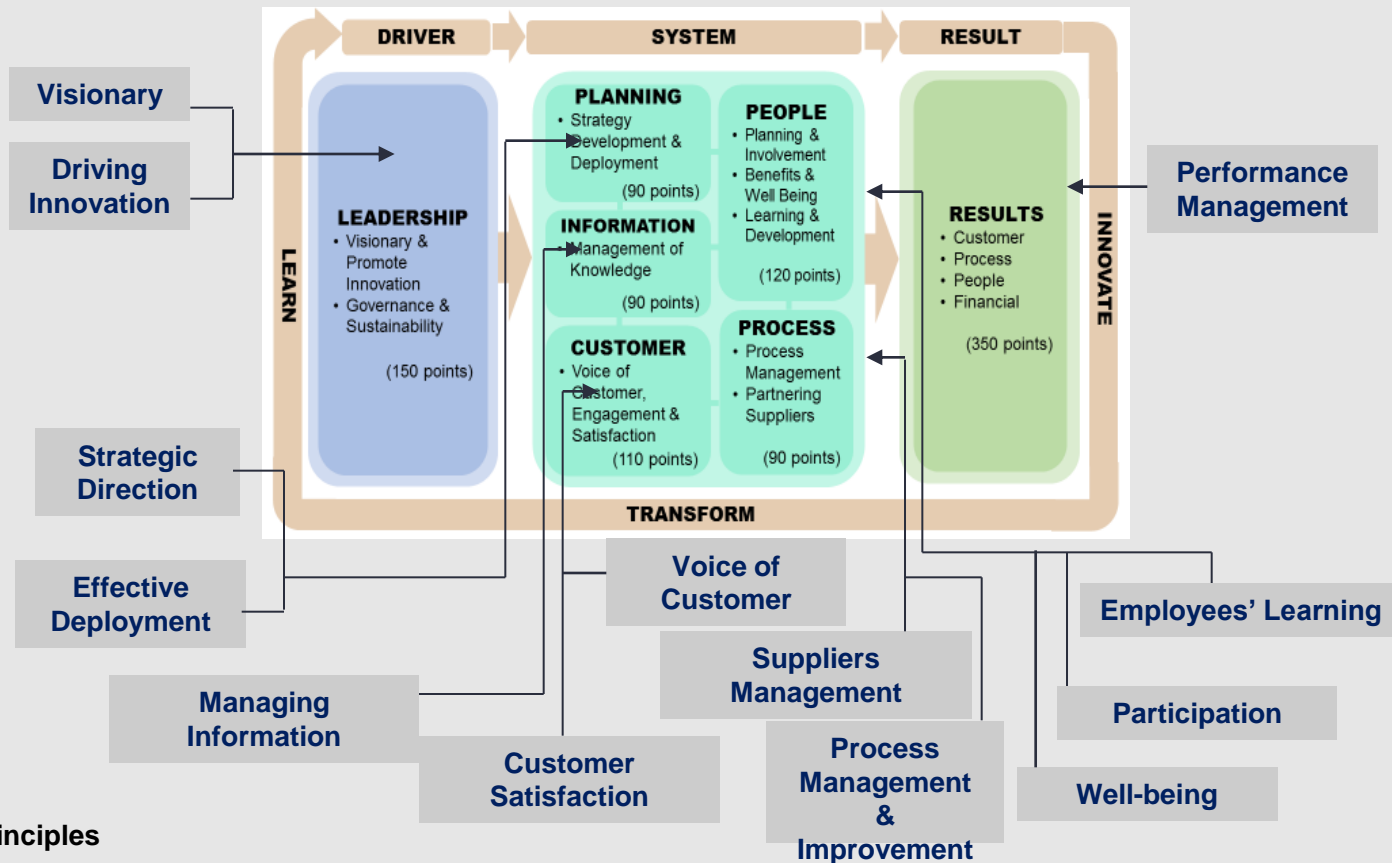 DRIVER
SYSTEM
RESULT
LEARN
INNOVATE
TRANSFORM
LEADERSHIP
• Visionary &
Promote
Innovation
• Governance &
Sustainability
(150 points)
PLANNING
• Strategy
Development &
Deployment
(90 points)
INFORMATION
• Management of
Knowledge
(90 points)
CUSTOMER
• Voice of
Customer,
Engagement &
Satisfaction
(110 points)
PEOPLE
• Planning &
Involvement
• Benefits &
Well Being
• Learning &
Development
(120 points)
PROCESS
• Process
Management
• Partnering
Suppliers
(90 points)
RESULTS
• Customer
• Process
• People
• Financial
(350 points)
Visionary
Driving
Innovation
Performance
Management
Strategic
Direction
Effective
Deployment
Managing
Information
Customer
Satisfaction
Voice of
Customer
Suppliers
Management
Process
Management
&
Improvement
Employees’ Learning
Participation
Well-being
inciples